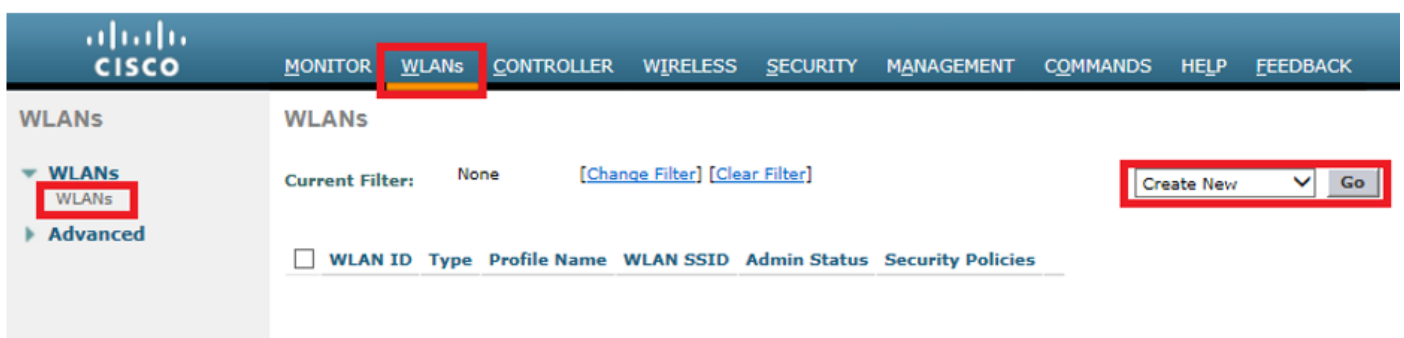 CISCO
MONITOR WLANs CONTROLLER WIRELESS SECURITY MANAGEMENT COMMANDS HELP FEEDBACK
WLANs
WLANs
WLANs
Advanced
WLANs
Current Filter: None [Change Filter] [Clear Filter]
Create New Go
WLAN ID Type Profile Name WLAN SSID Admin Status Security Policies